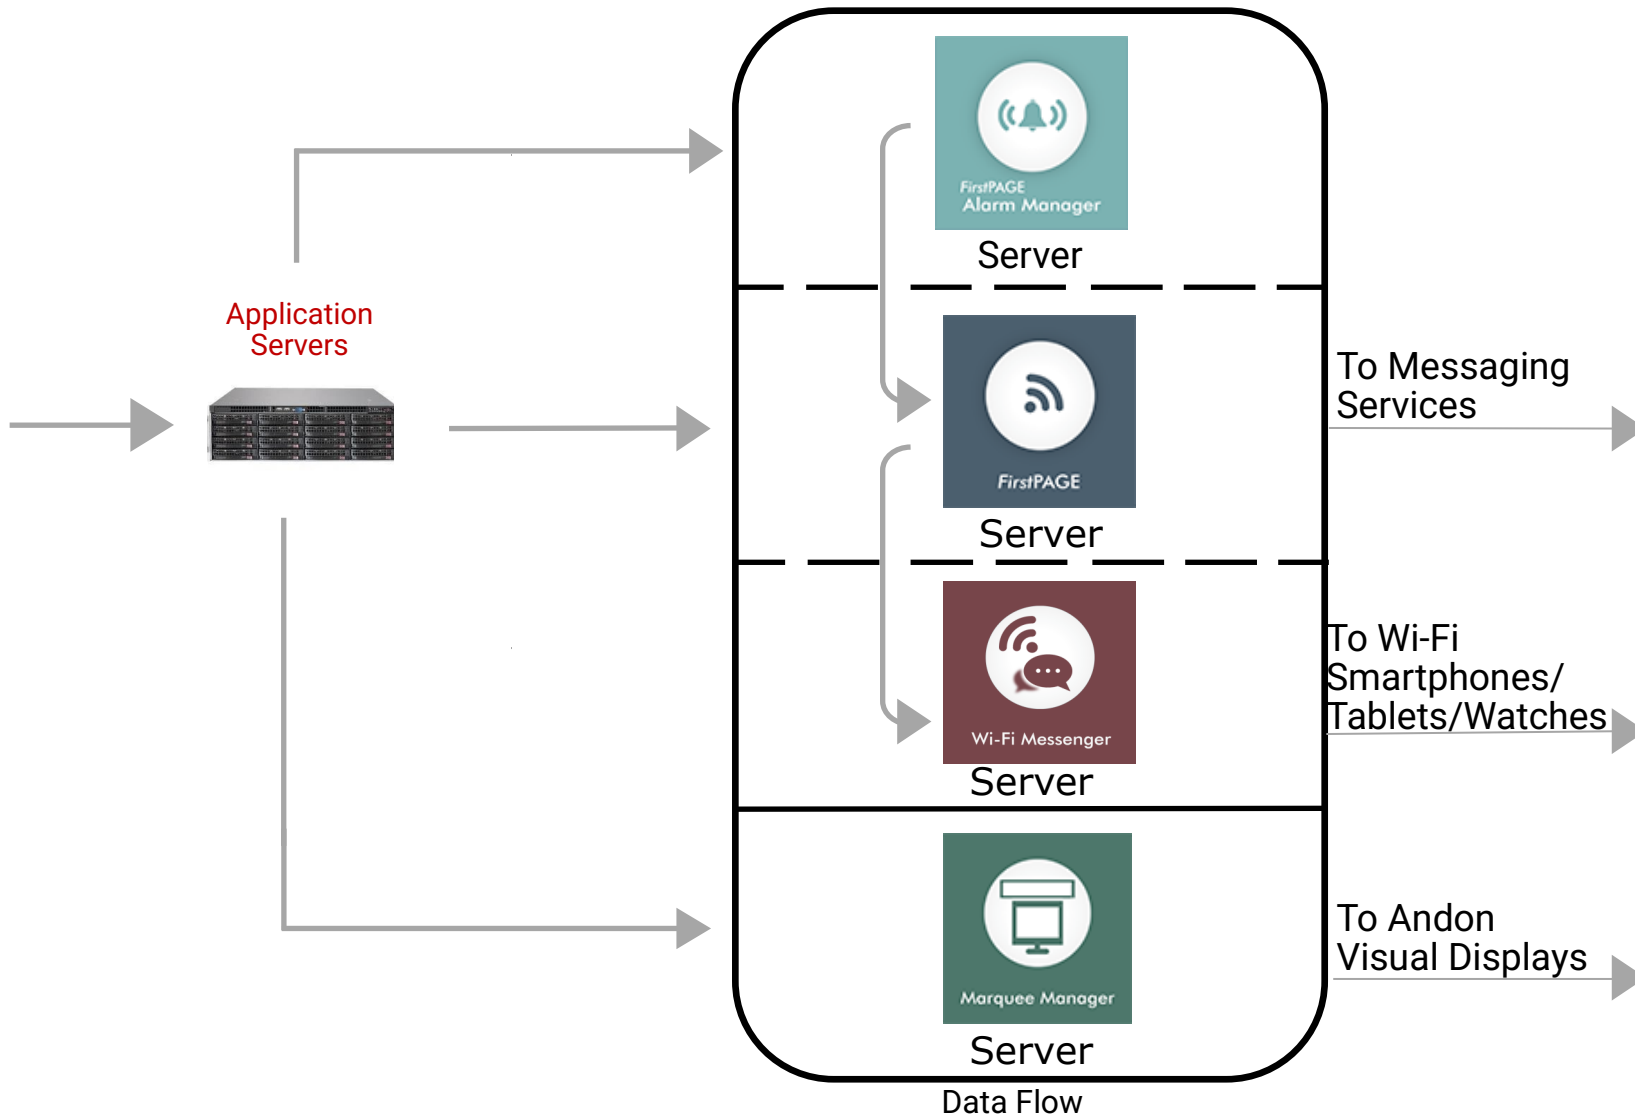 FirstPAGE
Alarm Manager
Server
Application
Servers
FirstPAGE
Server
To Messaging
Services
Wi-Fi Messenger
Server
To Wi-Fi
Smartphones/
Tablets/Watches
Marquee Manager
Server
To Andon
Visual Displays
Data Flow